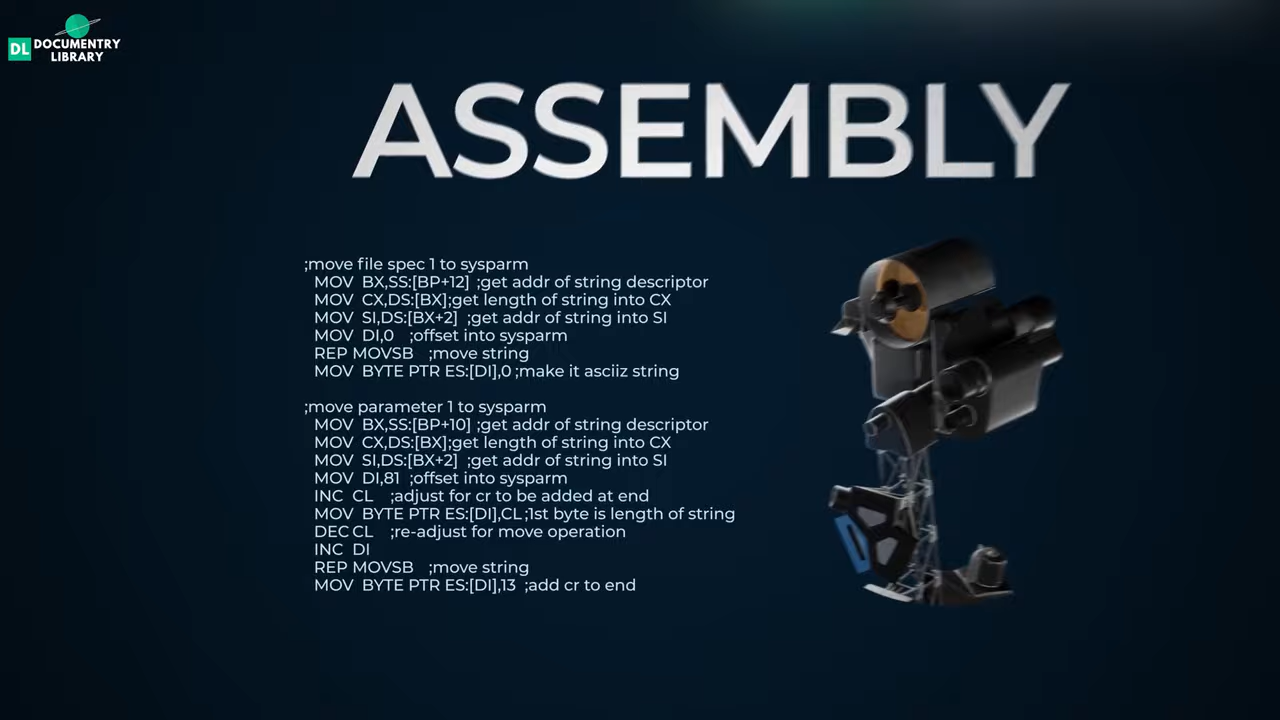 DL DOCUMENTRY
LIBRARY
ASSEMBLY
;move file spec 1 to sysparm
MOV BX,SS:[BP+12] ;get addr of string descriptor
MOV CX,DS:[BX];get length of string into CX
MOV SI,DS:[BX+2] ;get addr of string into SI
MOV DI,0 ;offset into sysparm
REP MOVSB ;move string
MOV BYTE PTR ES:[DI],0 ;make it asciiz string
;move parameter 1 to sysparm
MOV BX,SS:[BP+10] ;get addr of string descriptor
MOV CX,DS:[BX];get length of string into CX
MOV SI,DS:[BX+2] ;get addr of string into SI
MOV DI,81 ;offset into sysparm
INC CL ;adjust for cr to be added at end
MOV BYTE PTR ES:[DI],CL ;1st byte is length of string
DEC CL ;re-adjust for move operation
INC DI
REP MOVSB ;move string
MOV BYTE PTR ES:[DI],13 ;add cr to end